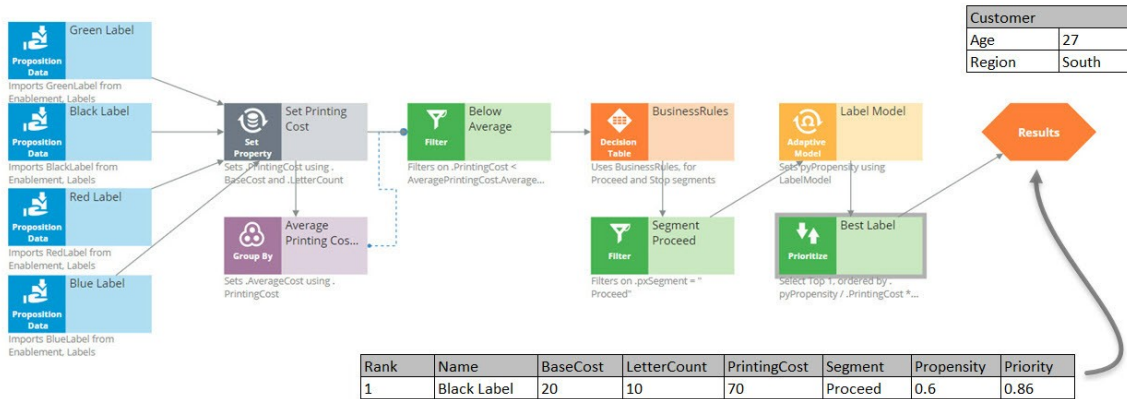 Green Label
Proposition
Data
Imports GreenLabel from
Enablement, Labels
Black Label
Proposition
Data
Imports BlackLabel from
Enablement, Labels
Red Label
Proposition
Data
Imports RedLabel from
Enablement, Labels
Blue Label
Proposition
Data
Imports BlueLabel from
Enablement, Labels
Set Printing
Cost
Set
Property
Sets .PrintingCost using .
BaseCost and .LetterCount
Average
Printing Cos...
Group By
Sets .AverageCost using .
PrintingCost
Below
Average
Filter
Filters on .PrintingCost <
AveragePrintingCost.Average...
BusinessRules
Decision
Table
Uses BusinessRules, for
Proceed and Stop segments
Segment
Proceed
Filter
Filters on .pxSegment = "
Proceed"
Label Model
Adaptive
Model
Sets pyPropensity using
LabelModel
Best Label
Prioritize
Select Top 1, ordered by .
pyPropensity / .PrintingCost *...
Results
Customer
Age 27
Region South
Rank Name BaseCost LetterCount PrintingCost Segment Propensity Priority
1 Black Label 20 10 70 Proceed 0.6 0.86